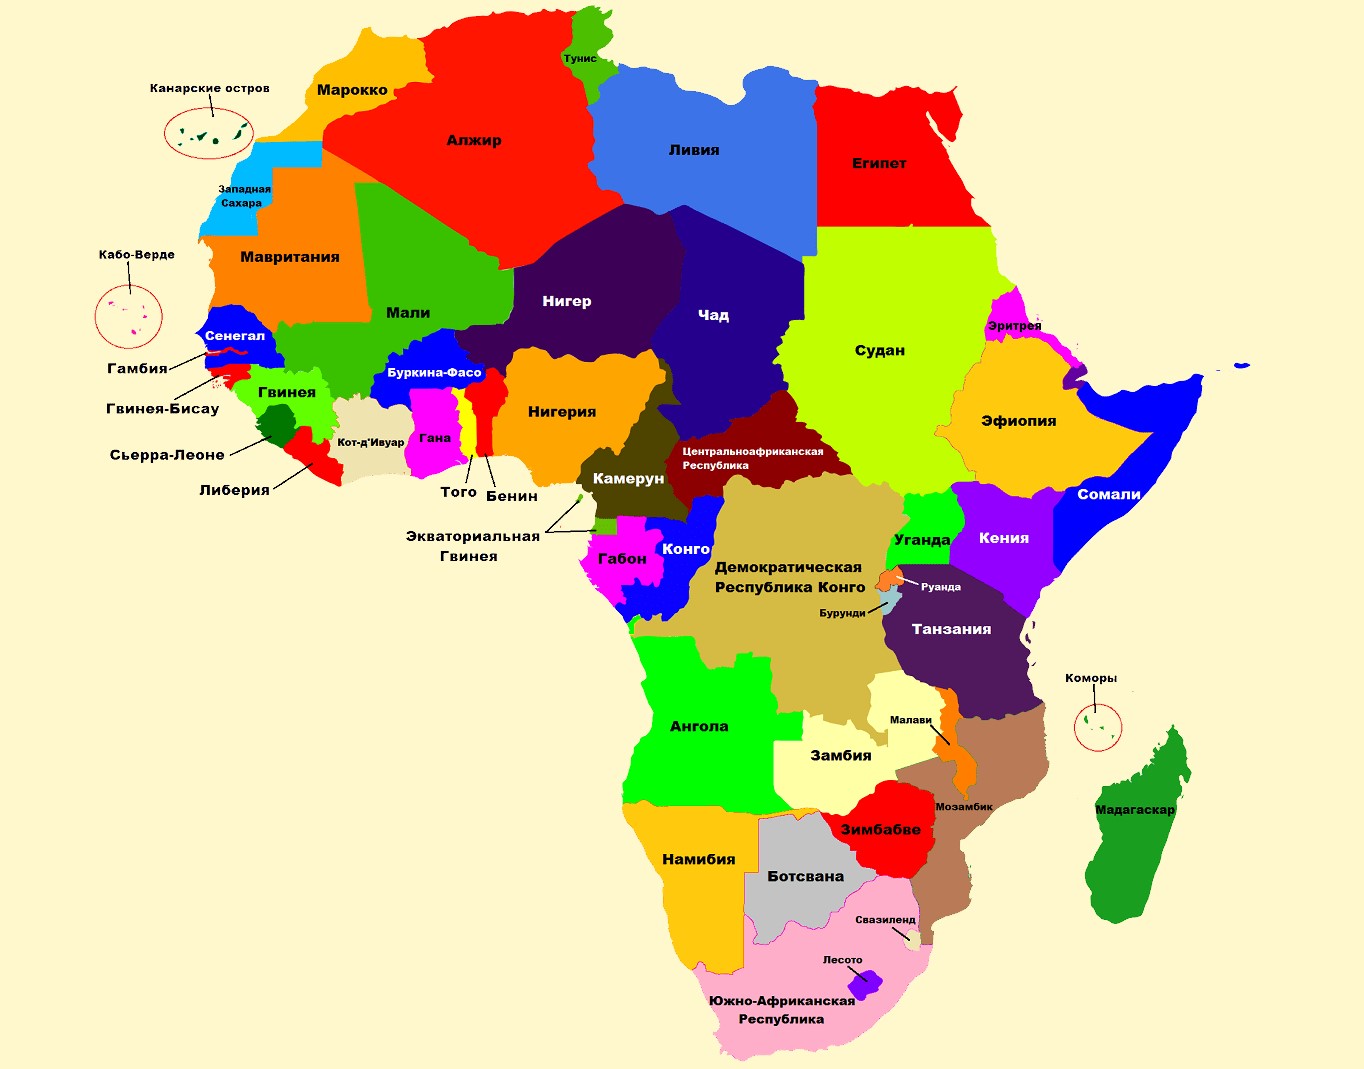 Тунис
Канарские остров
Марокко
Алжир
Ливия
Египет
Западная
Сахара
Кабо-Верде
Мавритания
Нигер
Мали
Чад
Эритрея
Сенегал
Судан
Гамбия
Буркина-Фасо
Гвинея
Гвинея-Бисау
Нигерия
Эфиопия
Гана
Кот-д'Ивуар
Сьерра-Леоне
Центральноафриканская
Республика
Камерун
Либерия
Того
Бенин
Сомали
Экваториальная
Гвинея
Уганда
Кения
Конго
Габон
Демократическая
Республика Конго
Руанда
Бурунди
Танзания
Коморы
Ангола
Малави
Замбия
Мозамбик
Мадагаскар
Зимбабве
Намибия
Ботсвана
Свазиленд
Лесото
Южно-Африканская
Республика